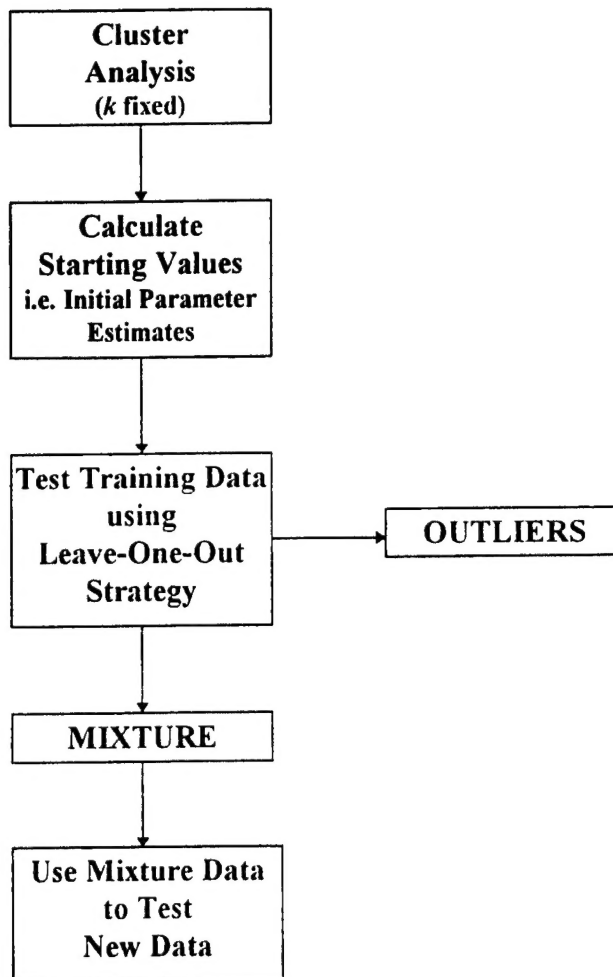 Cluster
Analysis
(k fixed)
Calculate
Starting Values
i.e. Initial Parameter
Estimates
Test Training Data
using
Leave-One-Out
Strategy
OUTLIERS
MIXTURE
Use Mixture Data
to Test
New Data